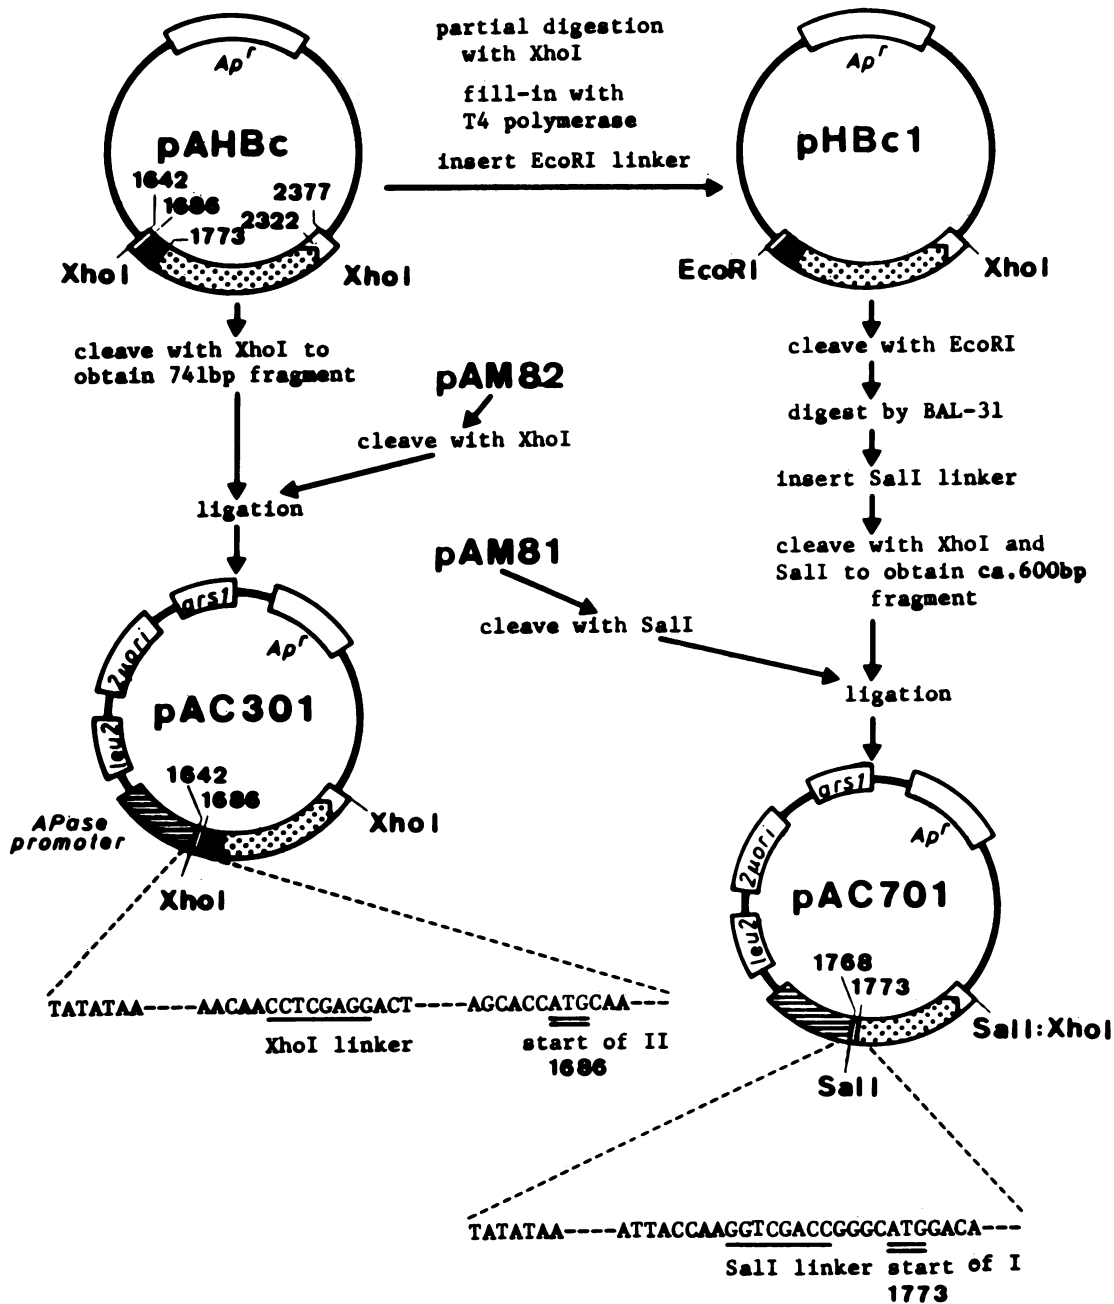 Ap^r
pAHBc
1642
1686
1773
2322
2377
XhoI
XhoI
partial digestion
with XhoI
fill-in with
T4 polymerase
insert EcoRI linker
Ap^r
pHBc1
EcoRI
XhoI
cleave with XhoI to
obtain 741bp fragment
pAM82
cleave with XhoI
ligation
cleave with EcoRI
digest by BAL-31
insert SalI linker
cleave with XhoI and
SalI to obtain ca.600bp
fragment
pAM81
cleave with SalI
ligation
ars1
Ap^r
2μori
leu2
pAC301
1642
1686
APase
promoter
XhoI
XhoI
TATATAA----AACAACCTCGAGGACT----AGCACCATGCAA---
XhoI linker
start of II
1686
ars1
Ap^r
2μori
leu2
pAC701
1768
1773
SalI:XhoI
SalI
TATATAA----ATTACCAAGGTCGACCGGGCATGGACA---
SalI linker start of I
1773